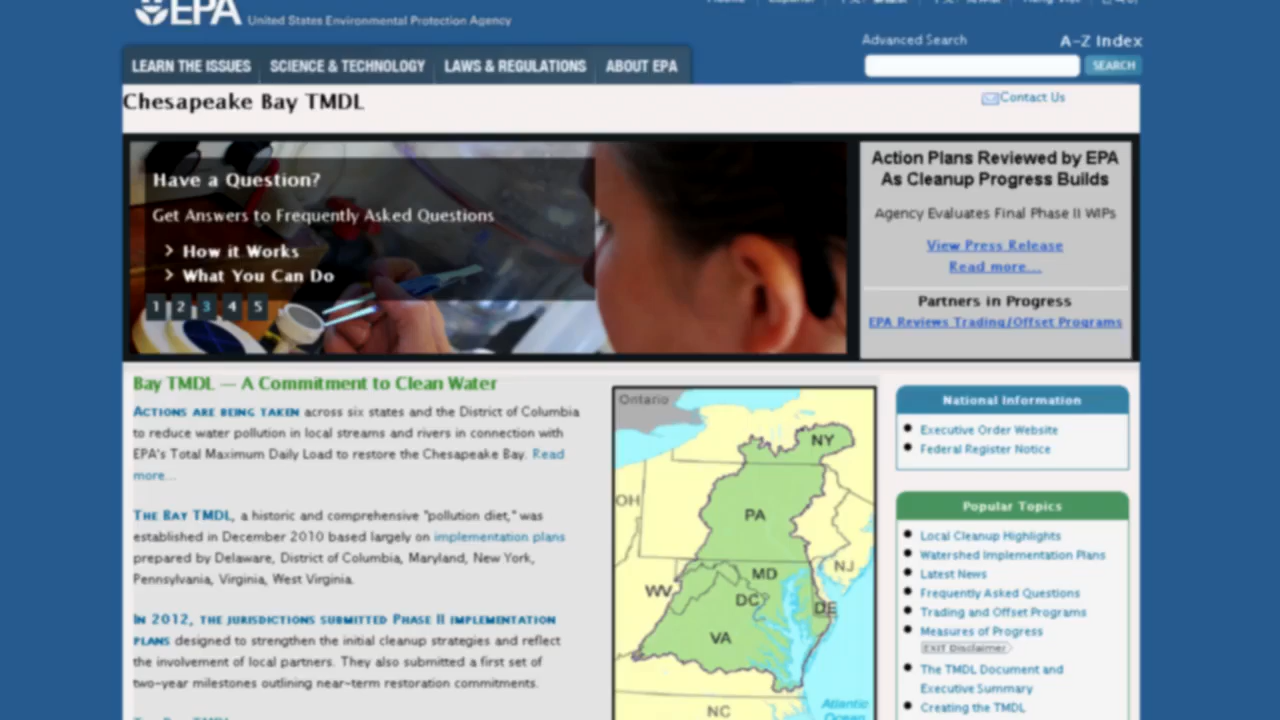 EPA United States Environmental Protection Agency
Advanced Search
A-Z Index
LEARN THE ISSUES
SCIENCE & TECHNOLOGY
LAWS & REGULATIONS
ABOUT EPA
SEARCH
Chesapeake Bay TMDL
Contact Us
Have a Question?
Get Answers to Frequently Asked Questions
> How it Works
> What You Can Do
1 2 3 4 5
Action Plans Reviewed by EPA
As Cleanup Progress Builds
Agency Evaluates Final Phase II WIPs
View Press Release
Read more...
Partners in Progress
EPA Reviews Trading/Offset Programs
Bay TMDL — A Commitment to Clean Water
Actions are being taken across six states and the District of Columbia
to reduce water pollution in local streams and rivers in connection with
EPA's Total Maximum Daily Load to restore the Chesapeake Bay. Read
more...
The Bay TMDL, a historic and comprehensive "pollution diet," was
established in December 2010 based largely on implementation plans
prepared by Delaware, District of Columbia, Maryland, New York,
Pennsylvania, Virginia, West Virginia.
In 2012, the jurisdictions submitted Phase II implementation
plans designed to strengthen the initial cleanup strategies and reflect
the involvement of local partners. They also submitted a first set of
two-year milestones outlining near-term restoration commitments.
Ontario
NY
OH
PA
NJ
MD
WV
DC
DE
VA
NC
Atlantic
Ocean
National Information
Executive Order Website
Federal Register Notice
Popular Topics
Local Cleanup Highlights
Watershed Implementation Plans
Latest News
Frequently Asked Questions
Trading and Offset Programs
Measures of Progress
EXIT Disclaimer
The TMDL Document and
Executive Summary
Creating the TMDL